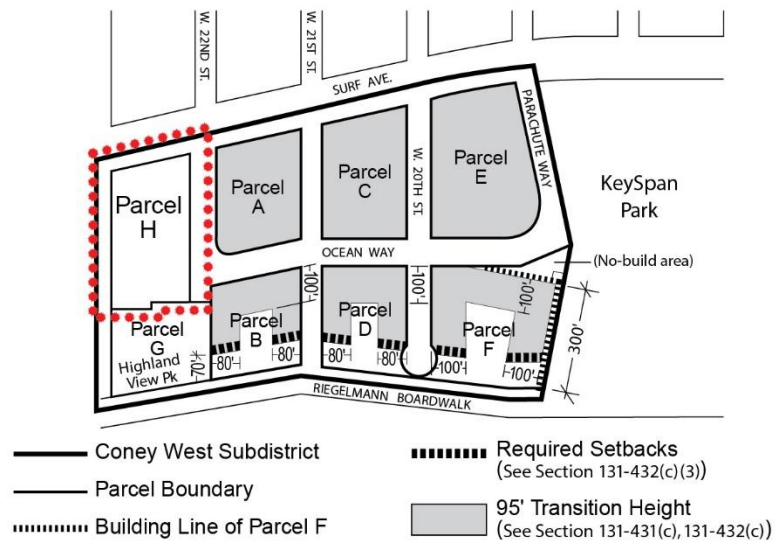 W. 22ND ST.
W. 21ST ST.
SURF AVE.
PARACHUTE WAY
Parcel
H
Parcel
A
Parcel
C
W. 20TH ST.
Parcel
E
KeySpan
Park
OCEAN WAY
(No-build area)
100'
100'
100'
100'
300'
Parcel
G
Highland
View Pk
70'
Parcel
B
80'
80'
Parcel
D
80'
80'
Parcel
F
100'
100'
RIEGELMANN BOARDWALK
Coney West Subdistrict
Parcel Boundary
Building Line of Parcel F
Required Setbacks
(See Section 131-432(c)(3))
95' Transition Height
(See Section 131-431(c), 131-432(c))